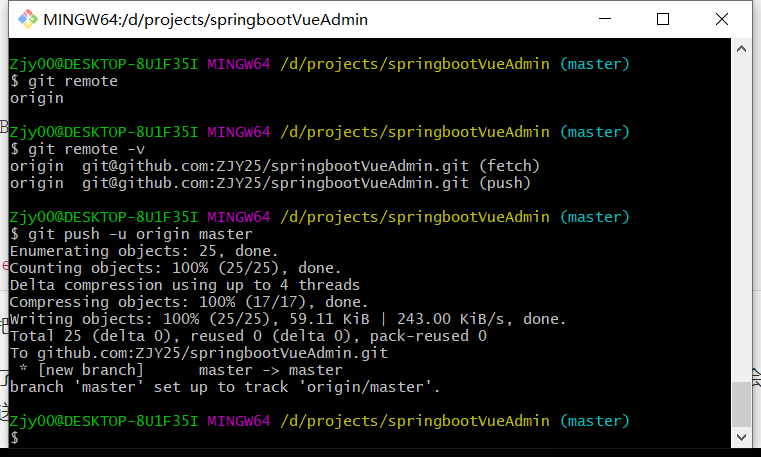 MINGW64:/d/projects/springbootVueAdmin
Zjy00@DESKTOP-8U1F35I MINGW64 /d/projects/springbootVueAdmin (master)
$ git remote
origin
Zjy00@DESKTOP-8U1F35I MINGW64 /d/projects/springbootVueAdmin (master)
$ git remote -v
origin  git@github.com:ZJY25/springbootVueAdmin.git (fetch)
origin  git@github.com:ZJY25/springbootVueAdmin.git (push)
Zjy00@DESKTOP-8U1F35I MINGW64 /d/projects/springbootVueAdmin (master)
$ git push -u origin master
Enumerating objects: 25, done.
Counting objects: 100% (25/25), done.
Delta compression using up to 4 threads
Compressing objects: 100% (17/17), done.
Writing objects: 100% (25/25), 59.11 KiB | 243.00 KiB/s, done.
Total 25 (delta 0), reused 0 (delta 0), pack-reused 0
To github.com:ZJY25/springbootVueAdmin.git
 * [new branch]      master -> master
branch 'master' set up to track 'origin/master'.
Zjy00@DESKTOP-8U1F35I MINGW64 /d/projects/springbootVueAdmin (master)
$